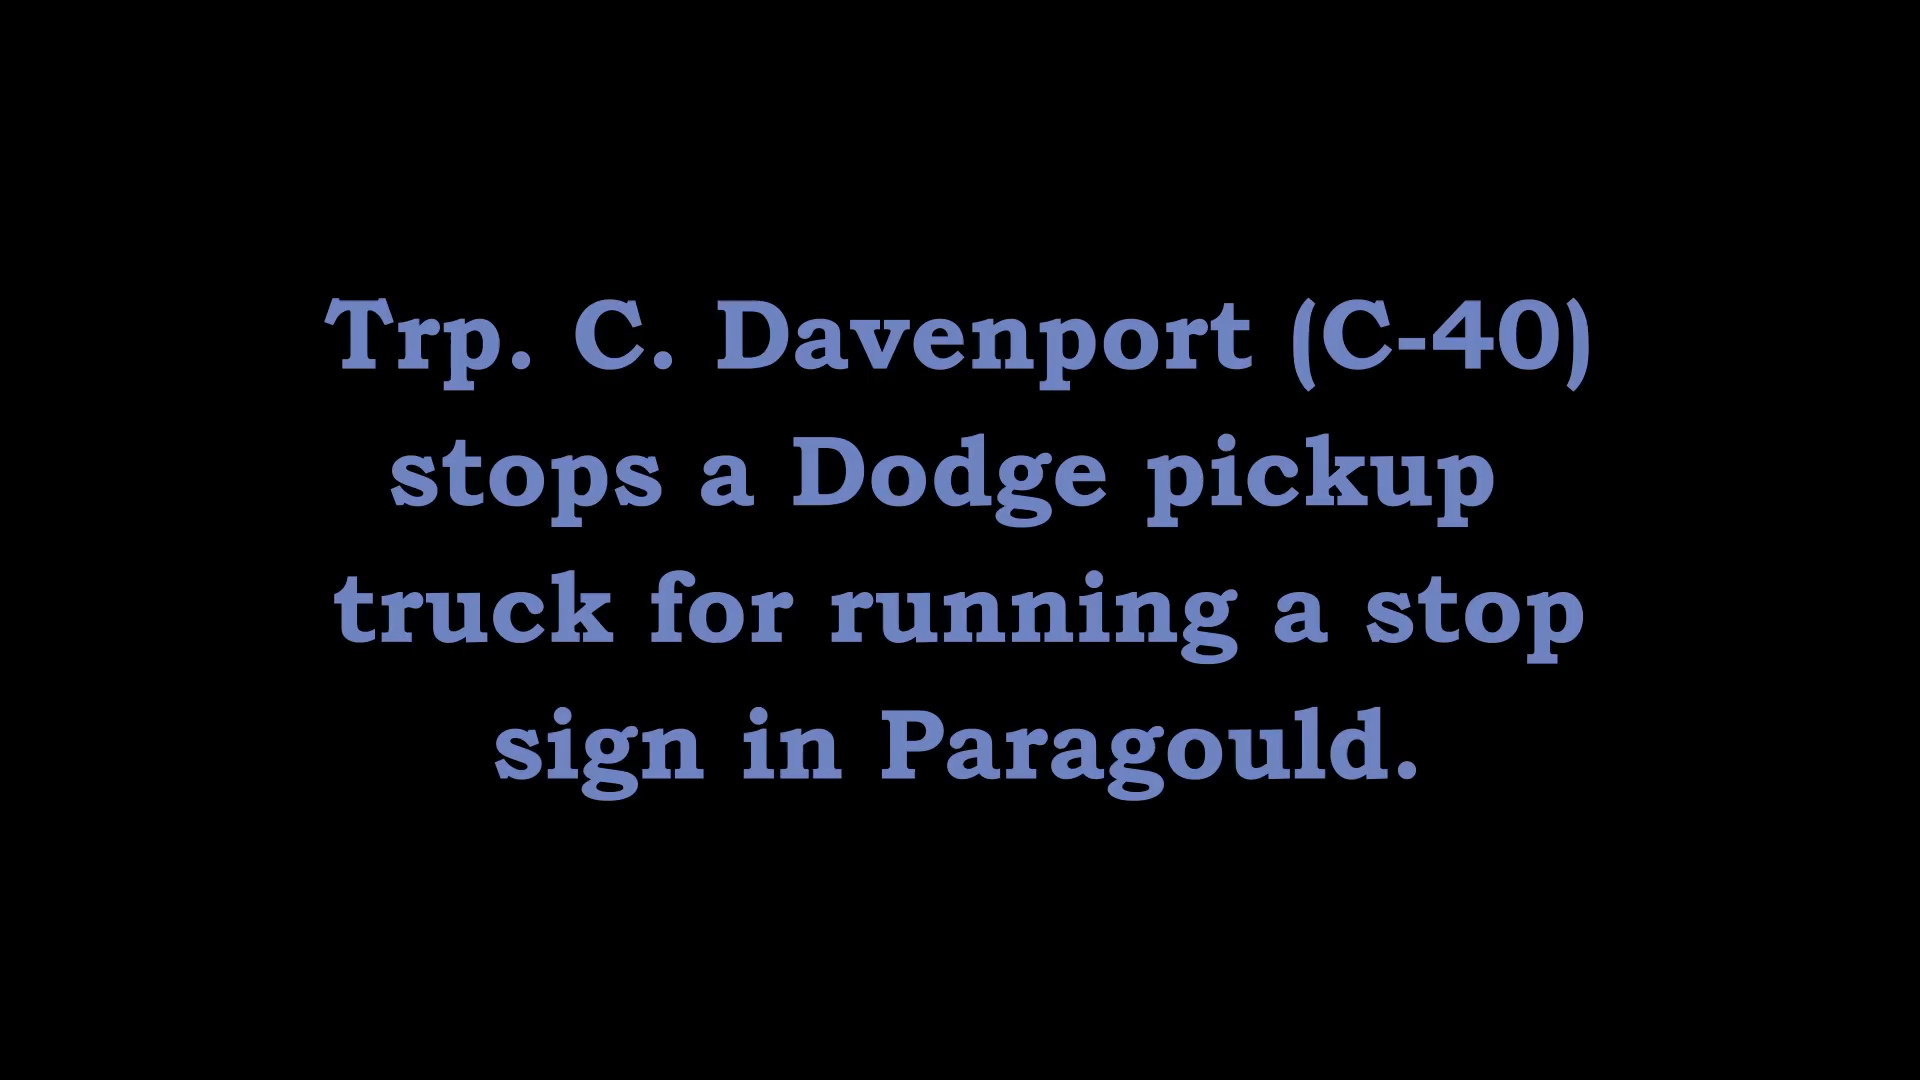 Trp. C. Davenport (C-40)
stops a Dodge pickup
truck for running a stop
sign in Paragould.